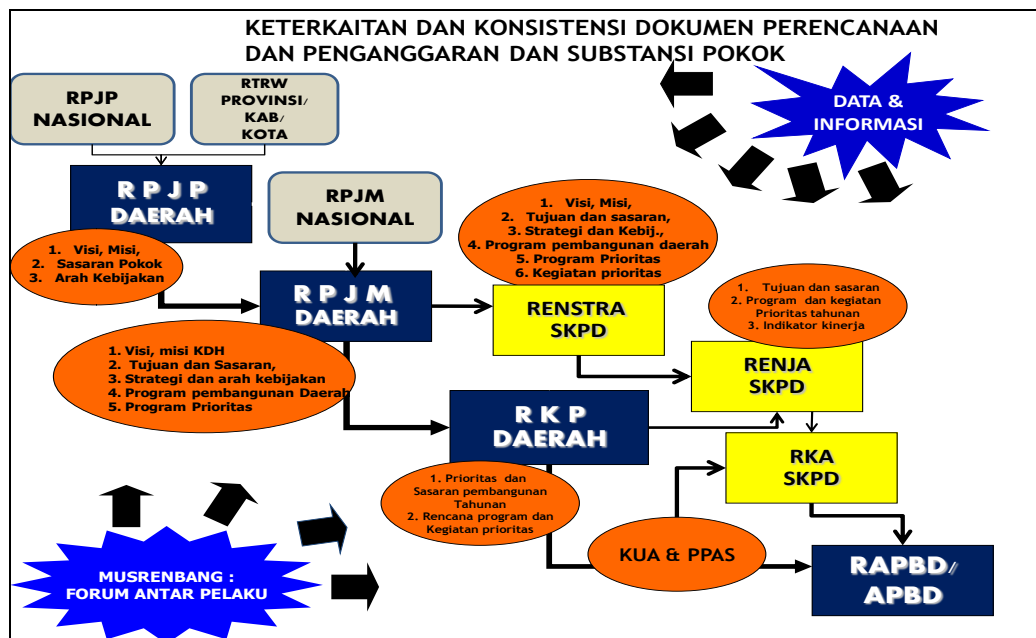 KETERKAITAN DAN KONSISTENSI DOKUMEN PERENCANAAN
DAN PENGANGGARAN DAN SUBSTANSI POKOK
RPJP
NASIONAL
RTRW
PROVINSI/
KAB/
KOTA
DATA &
INFORMASI
R P J P
DAERAH
RPJM
NASIONAL
1. Visi, Misi,
2. Tujuan dan sasaran,
3. Strategi dan Kebij.,
4. Program pembangunan daerah
5. Program Prioritas
6. Kegiatan prioritas
1. Visi, Misi,
2. Sasaran Pokok
3. Arah Kebijakan
R P J M
DAERAH
RENSTRA
SKPD
1. Tujuan dan sasaran
2. Program dan kegiatan
Prioritas tahunan
3. Indikator kinerja
1. Visi, misi KDH
2. Tujuan dan Sasaran,
3. Strategi dan arah kebijakan
4. Program pembangunan Daerah
5. Program Prioritas
RENJA
SKPD
R K P
DAERAH
RKA
SKPD
1. Prioritas dan
Sasaran pembangunan
Tahunan
2. Rencana program dan
Kegiatan prioritas
KUA & PPAS
MUSRENBANG :
FORUM ANTAR PELAKU
RAPBD//
APBD